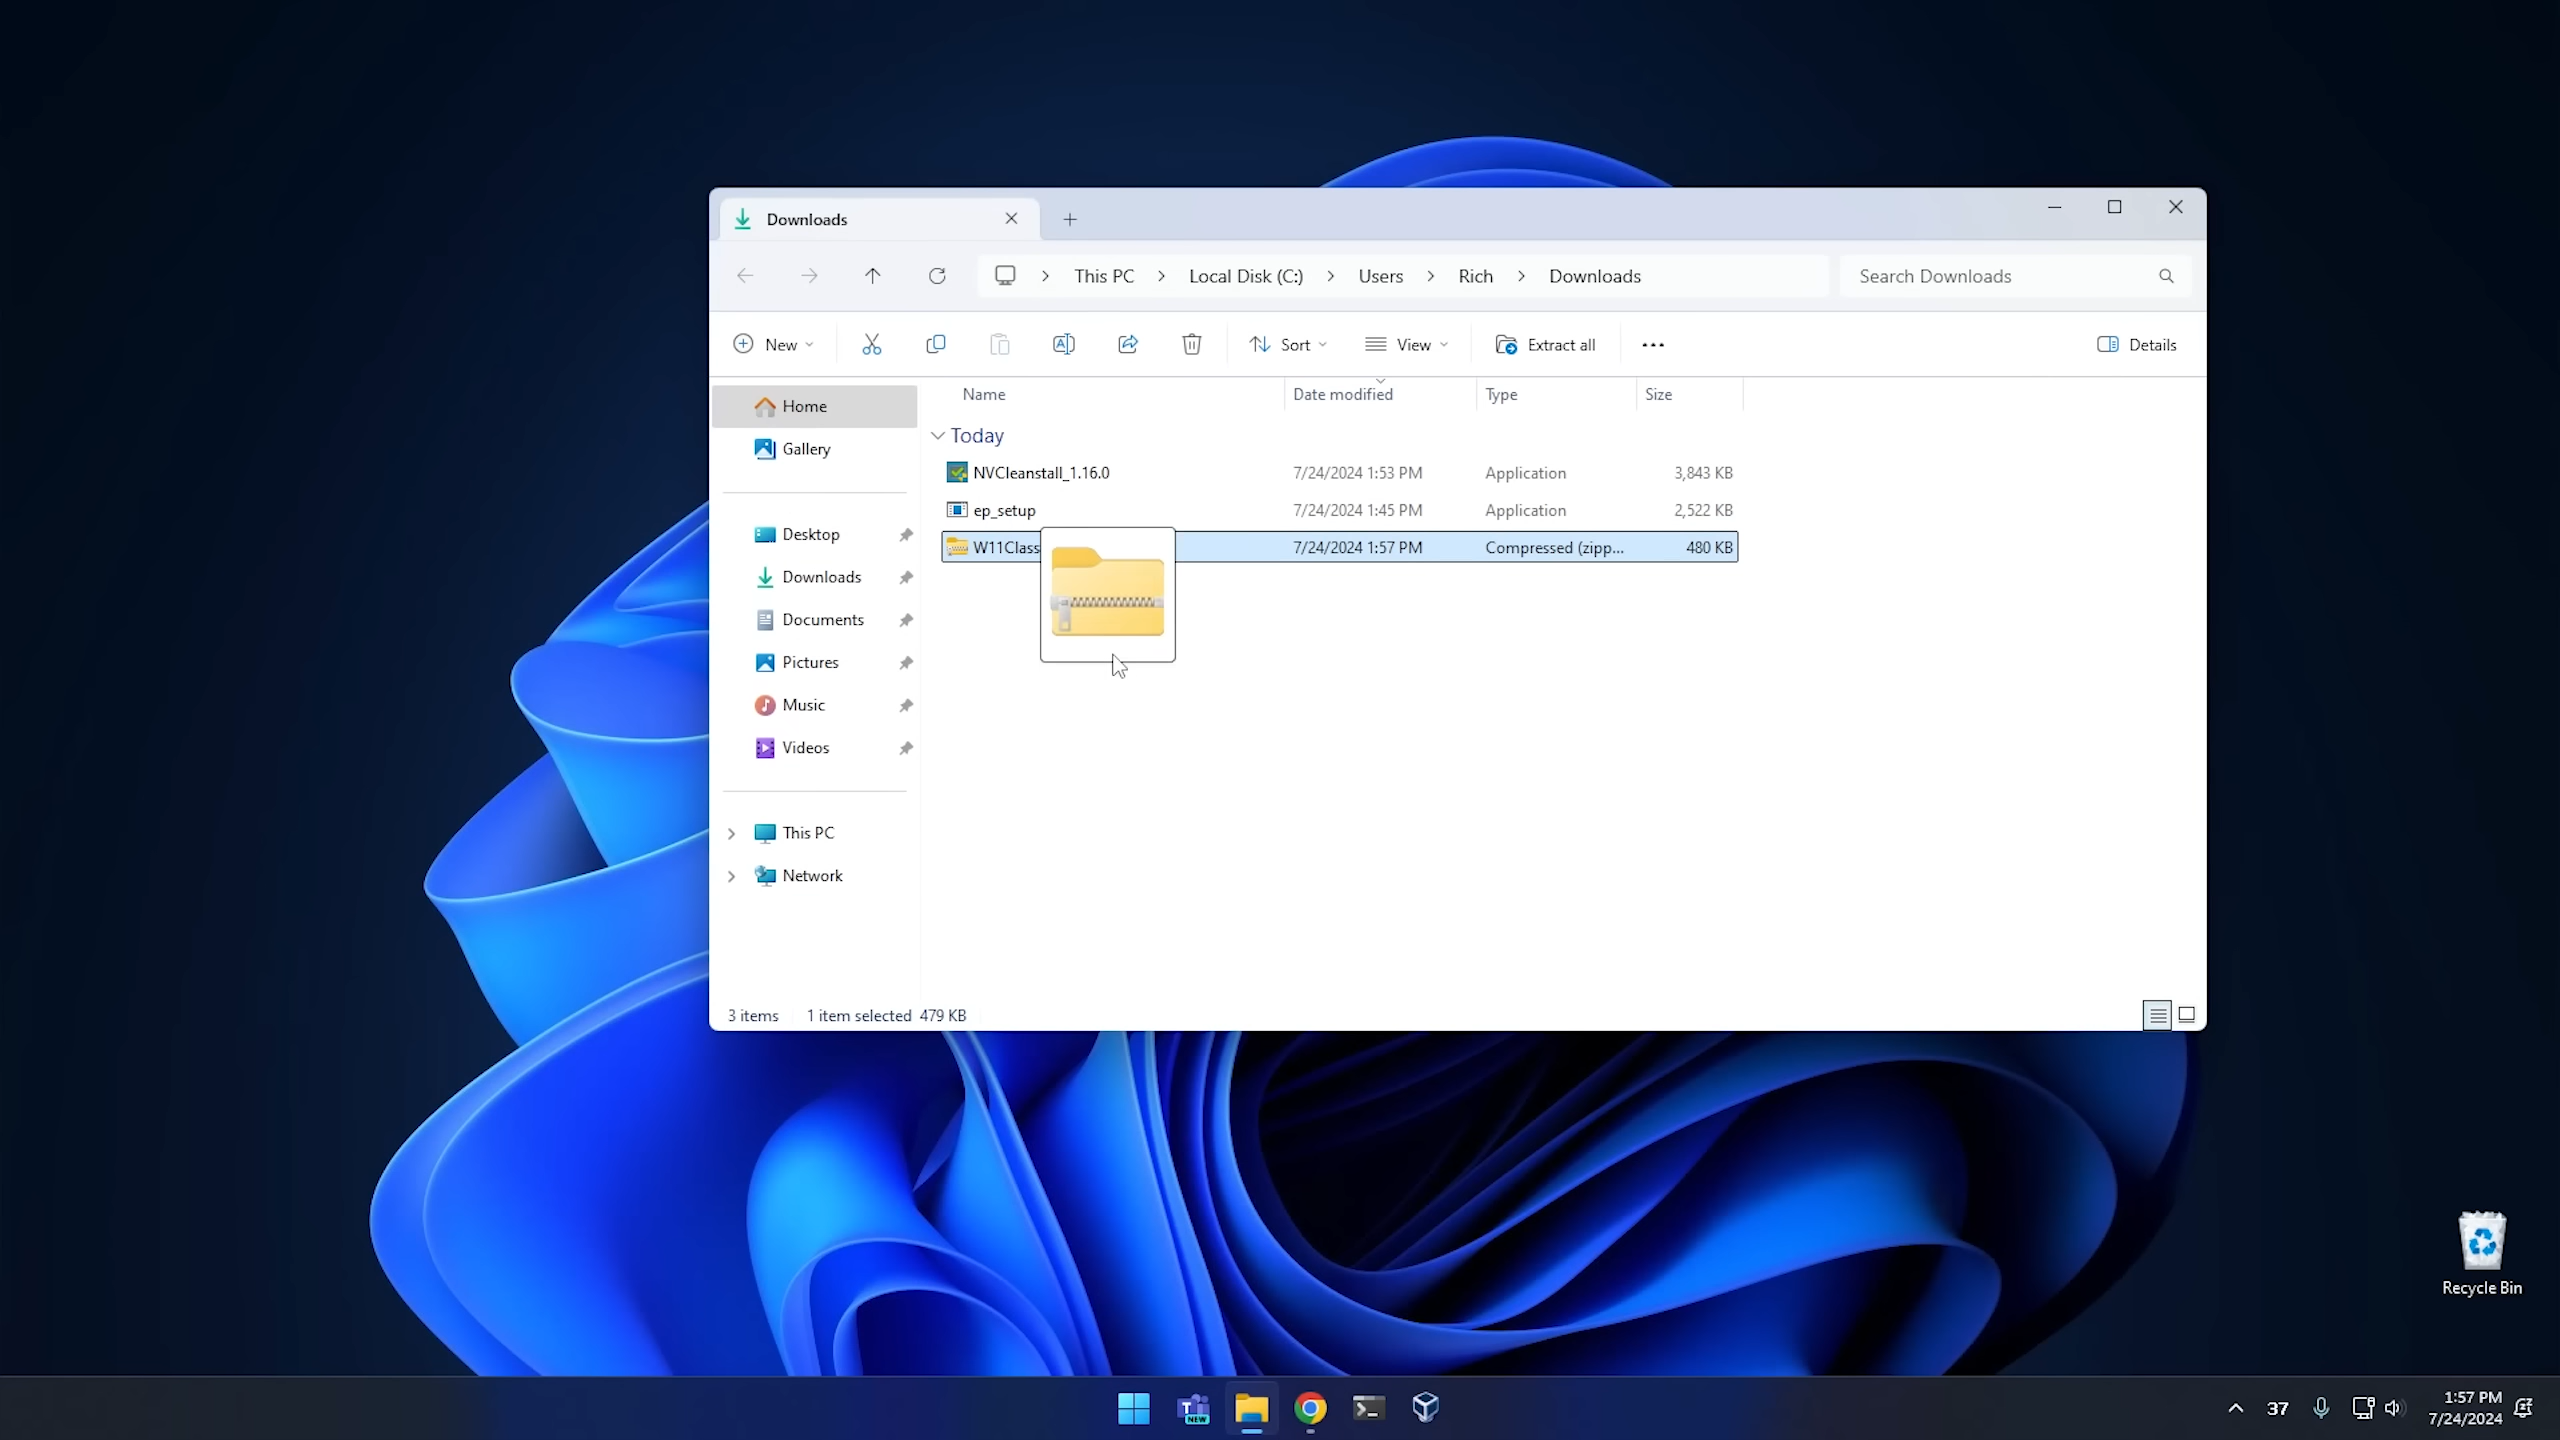 Downloads
This PC
Local Disk (C:)
Users
Rich
Downloads
Search Downloads
New
Sort
View
Extract all
Details
Home
Gallery
Desktop
Downloads
Documents
Pictures
Music
Videos
This PC
Network
Name
Date modified
Type
Size
Today
NVCleanstall_1.16.0 7/24/2024 1:53 PM Application 3,843 KB
ep_setup 7/24/2024 1:45 PM Application 2,522 KB
W11Class 7/24/2024 1:57 PM Compressed (zipp... 480 KB
3 items
1 item selected 479 KB
Recycle Bin
T
NEW
37
1:57 PM
7/24/2024